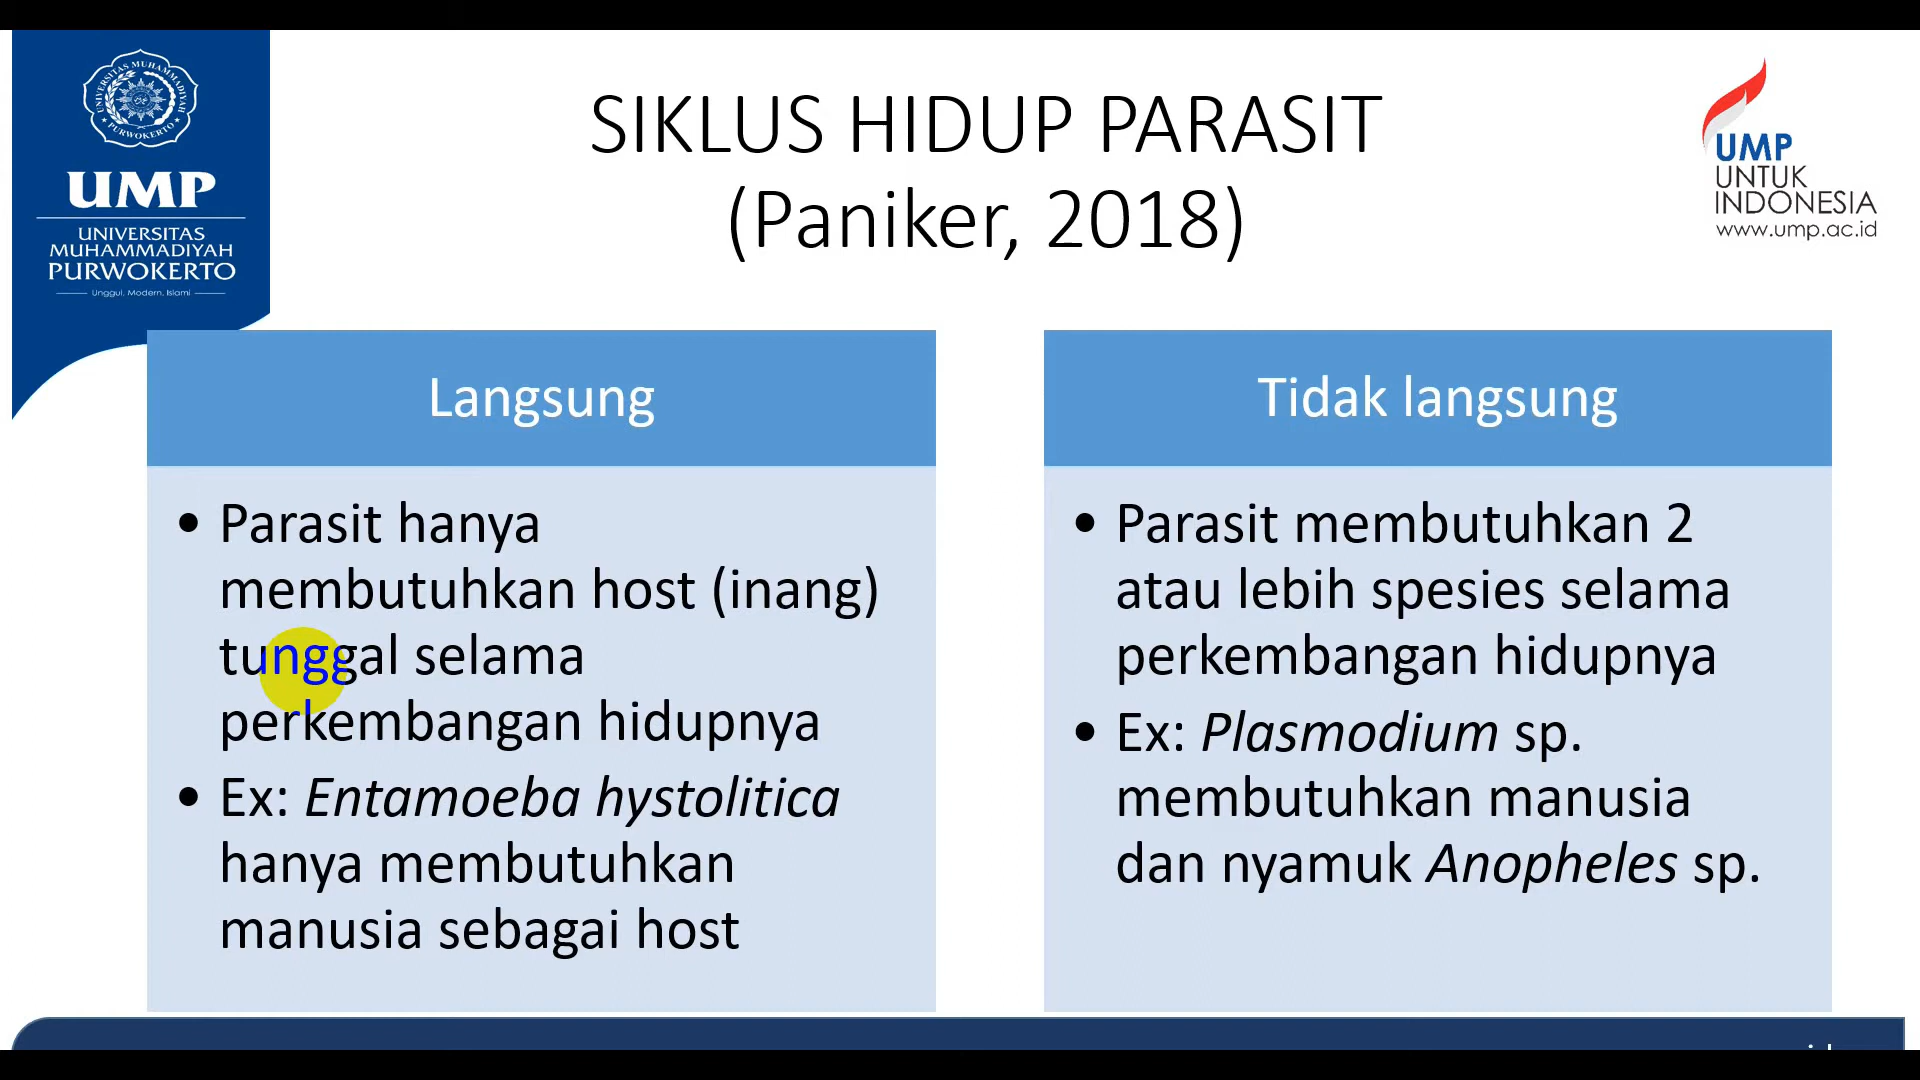 UNIVERSITAS MUHAMMADIYAH
PURWOKERTO
UMP
UNIVERSITAS
MUHAMMADIYAH
PURWOKERTO
Unggul, Modern, Islami
SIKLUS HIDUP PARASIT
(Paniker, 2018)
UMP
UNTUK
INDONESIA
www.ump.ac.id
Langsung
• Parasit hanya
membutuhkan host (inang)
tunggal selama
perkembangan hidupnya
• Ex: Entamoeba hystolitica
hanya membutuhkan
manusia sebagai host
Tidak langsung
• Parasit membutuhkan 2
atau lebih spesies selama
perkembangan hidupnya
• Ex: Plasmodium sp.
membutuhkan manusia
dan nyamuk Anopheles sp.